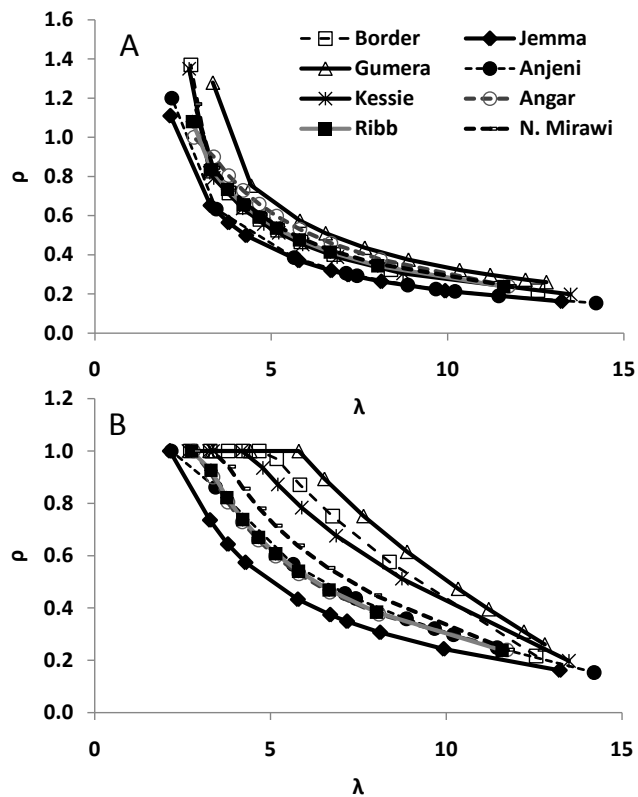 A
Border
Jemma
Gumera
Anjeni
Kessie
Angar
Ribb
N. Mirawi
1.6
1.4
1.2
1.0
0.8
0.6
0.4
0.2
0.0
ρ
0 5 10 15
λ
B
1.2
1.0
0.8
0.6
0.4
0.2
0.0
ρ
0 5 10 15
λ